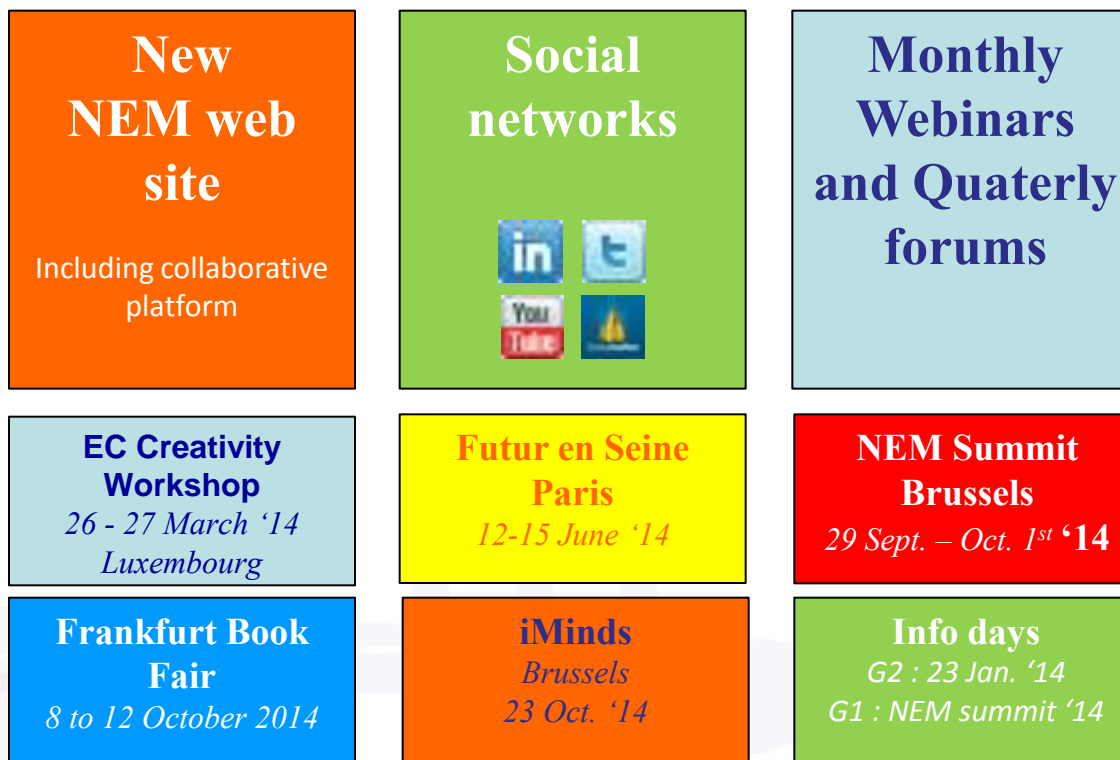 New
NEM web
site
Including collaborative
platform
Social
networks
in
t
You
Tube
Monthly
Webinars
and Quaterly
forums
EC Creativity
Workshop
26 - 27 March ‘14
Luxembourg
Futur en Seine
Paris
12-15 June ‘14
NEM Summit
Brussels
29 Sept. – Oct. 1st ‘14
Frankfurt Book
Fair
8 to 12 October 2014
iMinds
Brussels
23 Oct. ‘14
Info days
G2 : 23 Jan. ‘14
G1 : NEM summit ‘14